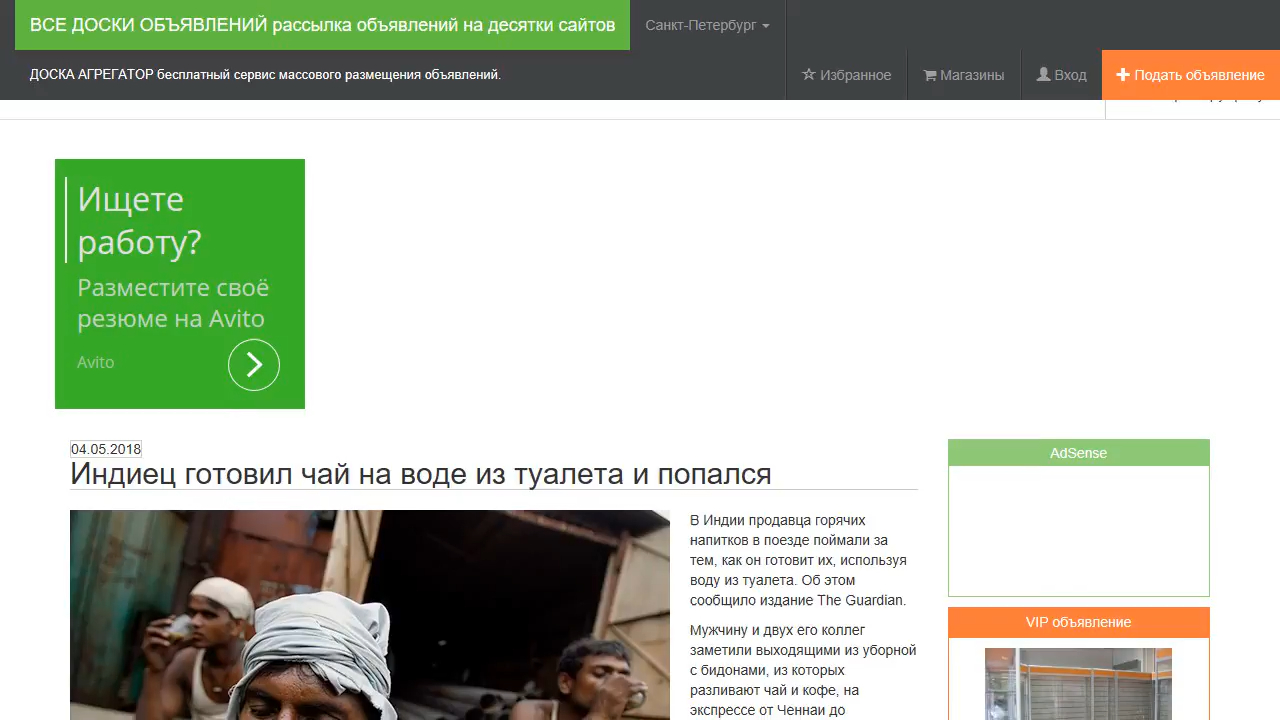 ВСЕ ДОСКИ ОБЪЯВЛЕНИЙ рассылка объявлений на десятки сайтов
Санкт-Петербург
ДОСКА АГРЕГАТОР бесплатный сервис массового размещения объявлений.
Избранное
Магазины
Вход
Подать объявление
Ищете
работу?
Разместите своё
резюме на Avito
Avito
04.05.2018
Индиец готовил чай на воде из туалета и попался
В Индии продавца горячих
напитков в поезде поймали за
тем, как он готовит их, используя
воду из туалета. Об этом
сообщило издание The Guardian.
Мужчину и двух его коллег
заметили выходящими из уборной
с бидонами, из которых
разливают чай и кофе, на
экспрессе от Ченнаи до
AdSense
VIP объявление